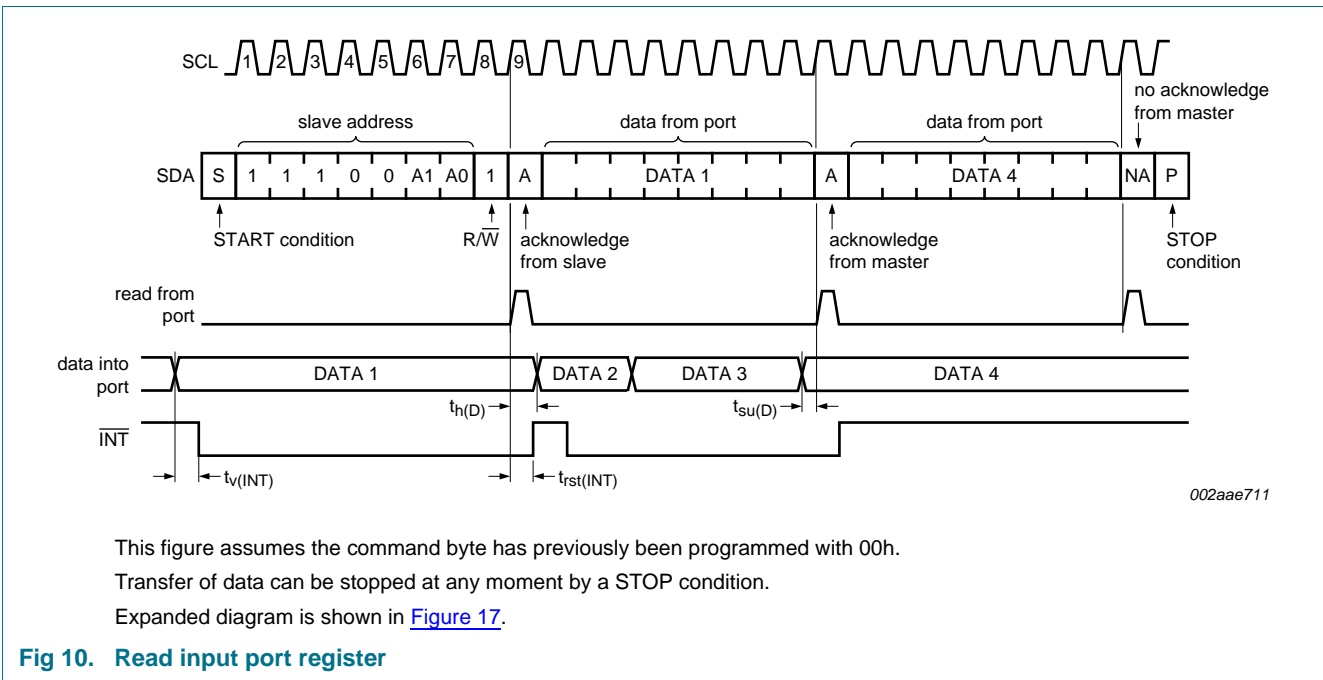 SCL 1 2 3 4 5 6 7 8 9
no acknowledge
from master
slave address data from port data from port
SDA S 1 1 1 0 0 A1 A0 1 A DATA 1 A DATA 4 NA P
START condition R/W acknowledge acknowledge STOP
from slave from master condition
read from
port
data into
port
DATA 1 DATA 2 DATA 3 DATA 4
th(D) tsu(D)
INT
tv(INT) trst(INT)
002aae711
This figure assumes the command byte has previously been programmed with 00h.
Transfer of data can be stopped at any moment by a STOP condition.
Expanded diagram is shown in Figure 17.
Fig 10. Read input port register